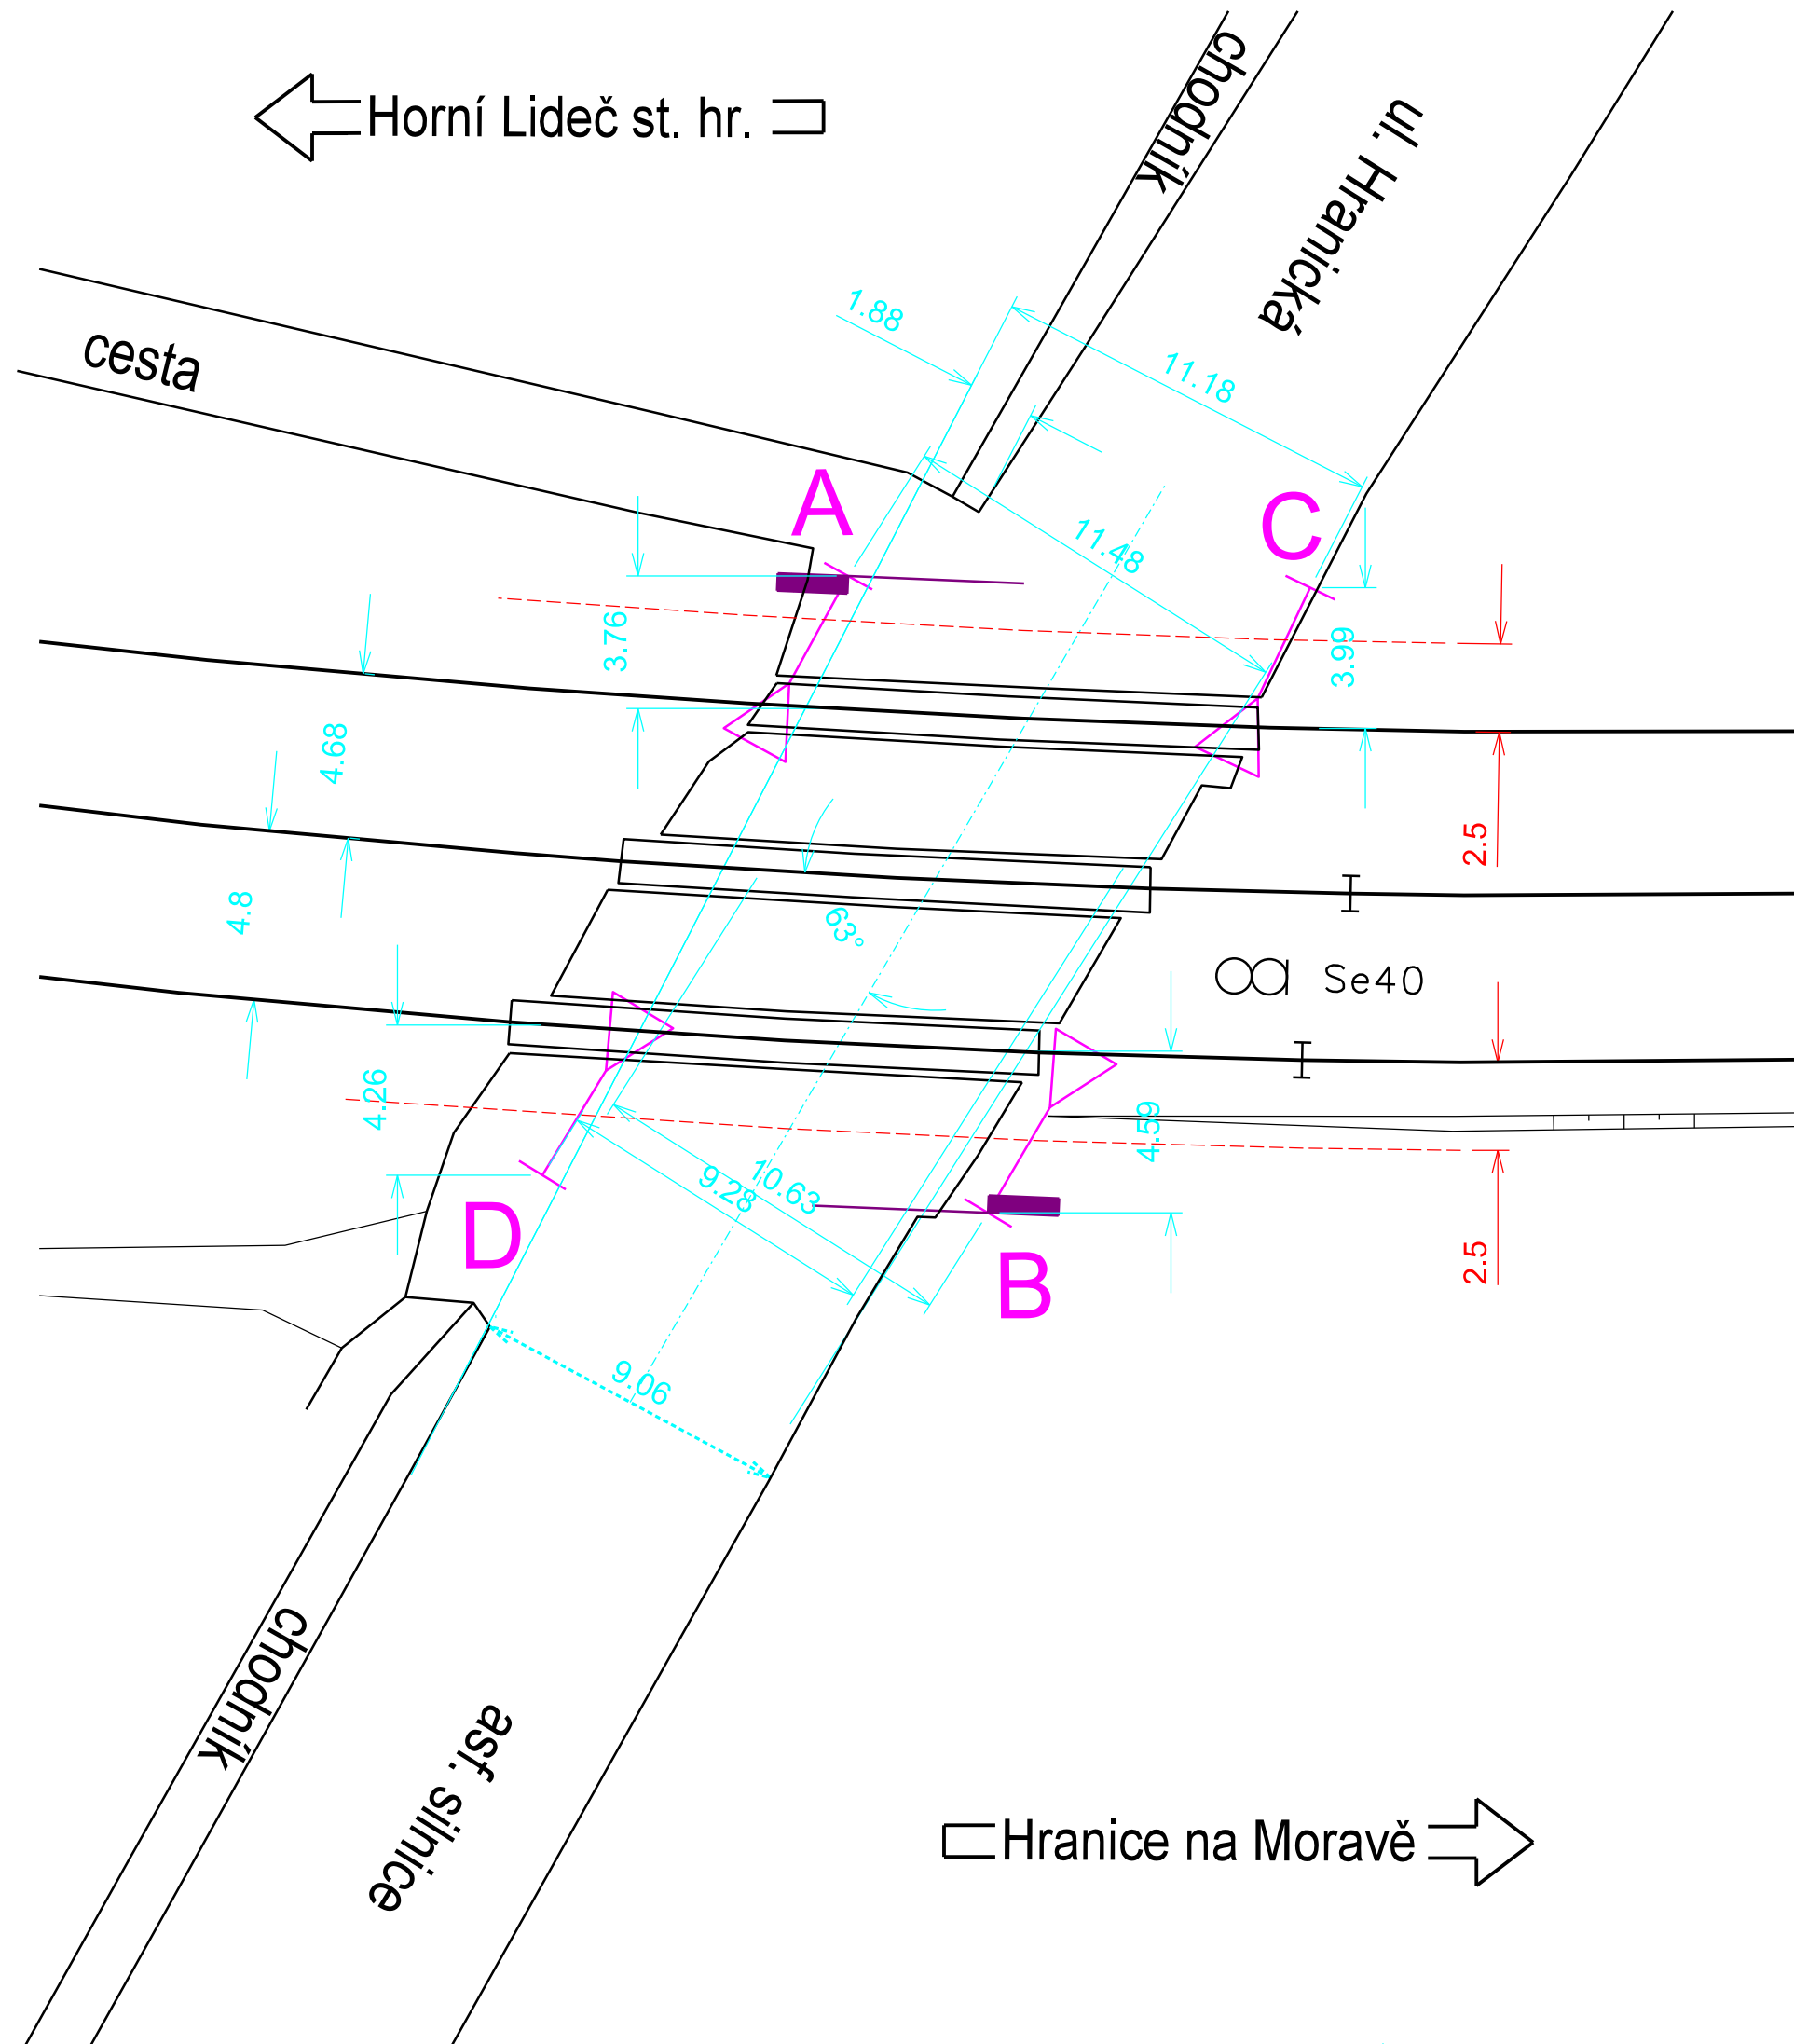 chodník
Horní Lideč st. hr.
ul. Hranická
1.88
cesta
11.18
A
C
11.48
3.76
3.99
4.68
2.5
4.8
63°
Se40
4.26
4.59
9.28
10.63
D
B
2.5
9.06
chodník
asf. silnice
Hranice na Moravě